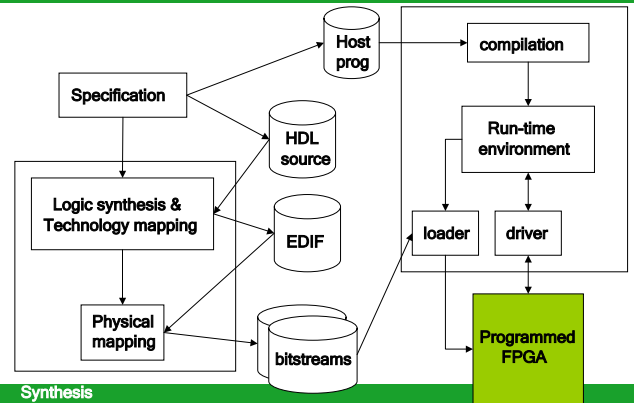 Host
prog
compilation
Specification
HDL
source
Run-time
environment
Logic synthesis &
Technology mapping
EDIF
loader
driver
Physical
mapping
bitstreams
Programmed
FPGA
Synthesis